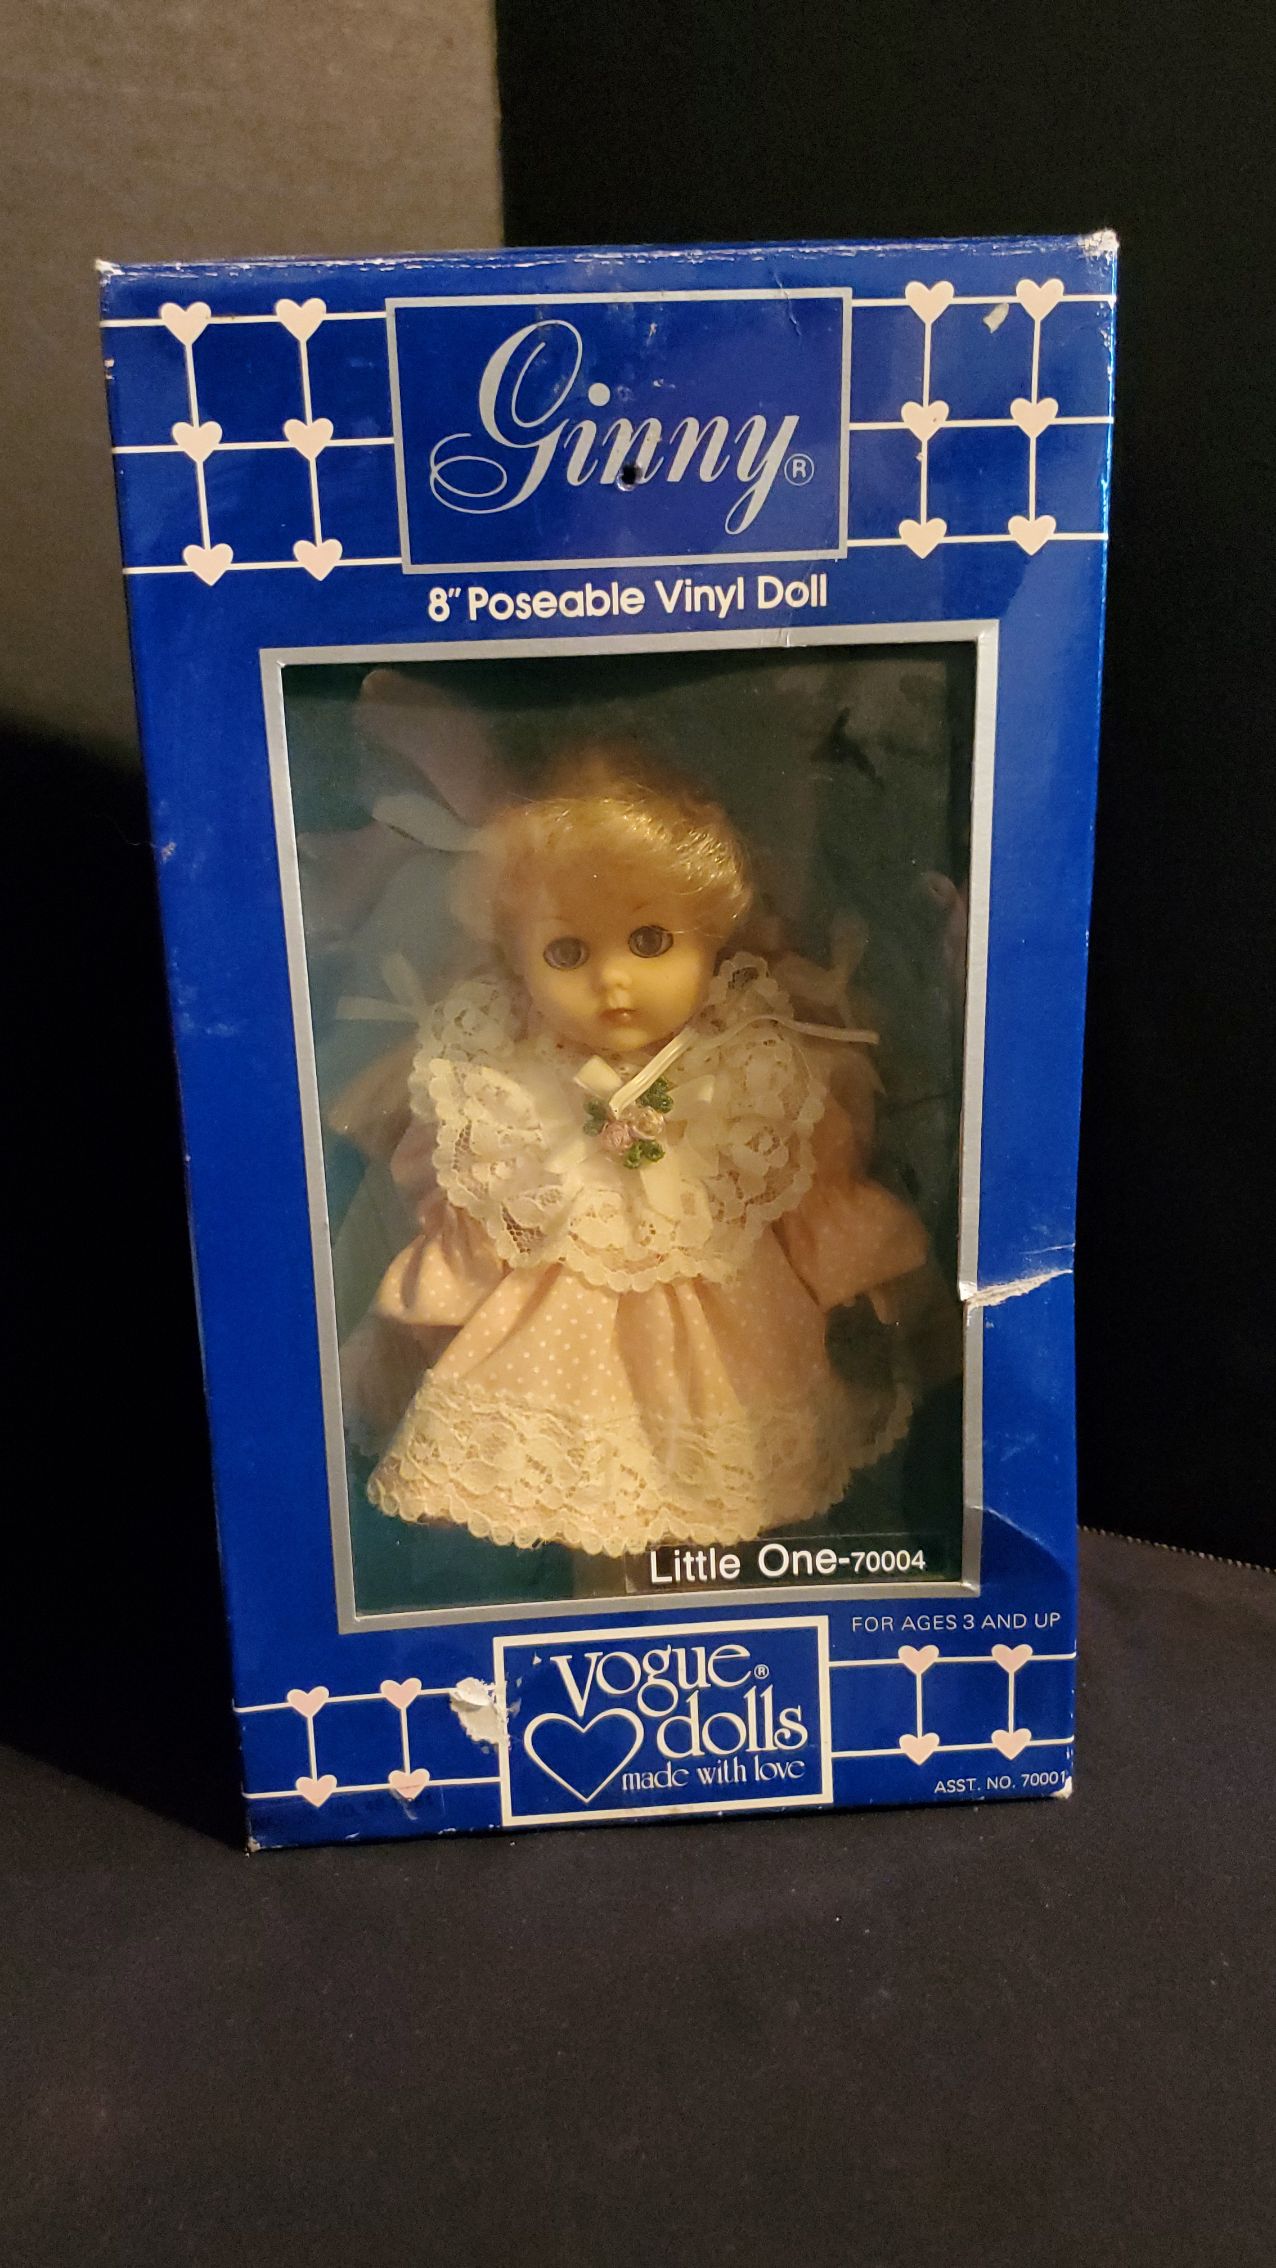 Ginny®
8" Poseable Vinyl Doll
Little One-70004
FOR AGES 3 AND UP
Vogue®
dolls
made with love
ASST. NO. 70001